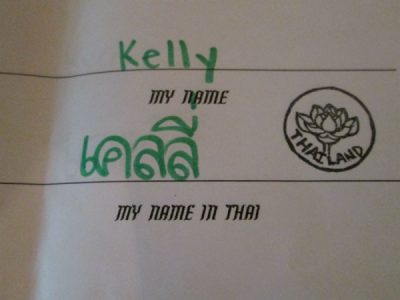 Kelly
MY NAME
เคลลี่
THAILAND
MY NAME IN THAI